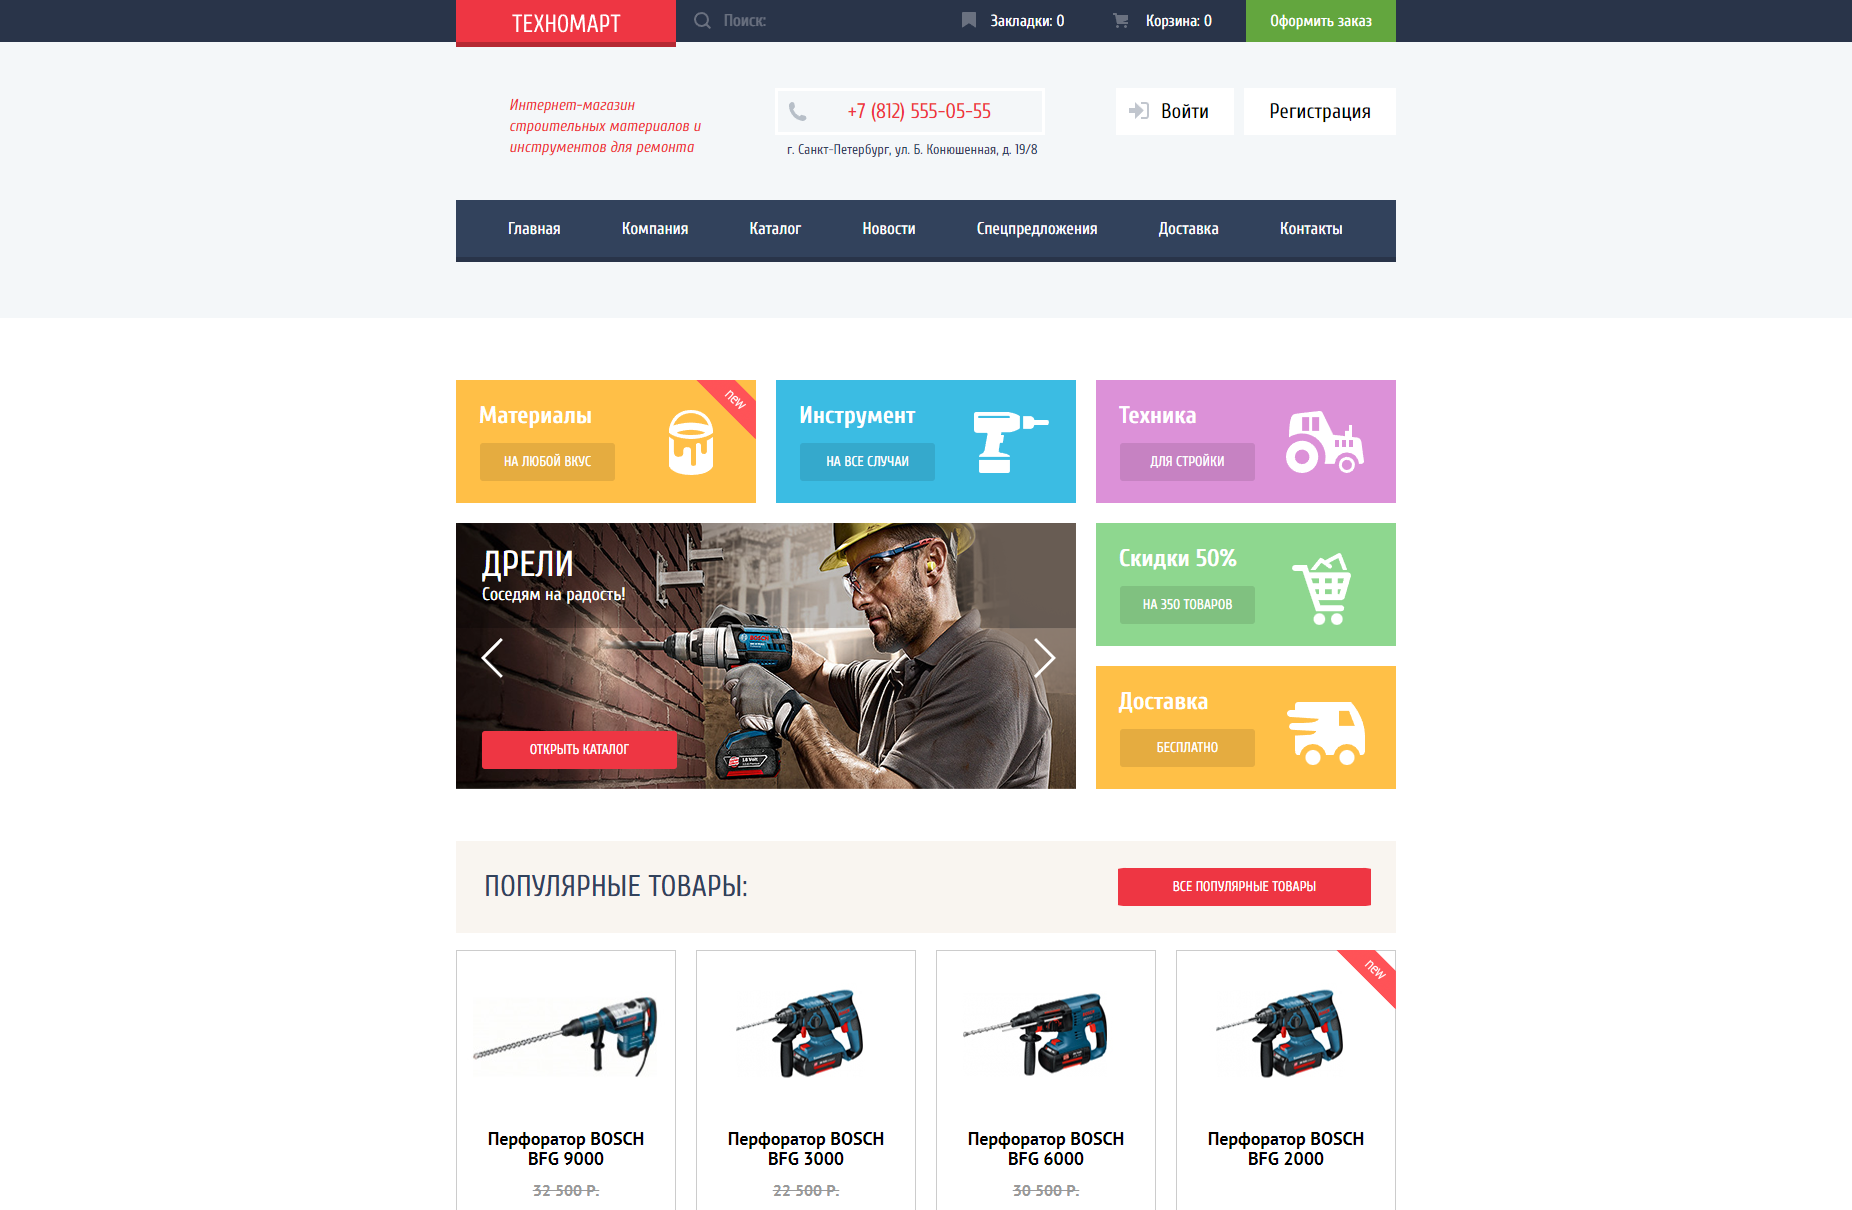 ТЕХНОМАРТ
Поиск:
Закладки: 0
Корзина: 0
Оформить заказ
Интернет-магазин
строительных материалов и
инструментов для ремонта
+7 (812) 555-05-55
г. Санкт-Петербург, ул. Б. Конюшенная, д. 19/8
Войти
Регистрация
Главная
Компания
Каталог
Новости
Спецпредложения
Доставка
Контакты
Материалы
НА ЛЮБОЙ ВКУС
new
Инструмент
НА ВСЕ СЛУЧАИ
Техника
ДЛЯ СТРОЙКИ
ДРЕЛИ
Соседям на радость!
BOSCH
18 Volt
ОТКРЫТЬ КАТАЛОГ
Скидки 50%
НА 350 ТОВАРОВ
Доставка
БЕСПЛАТНО
ПОПУЛЯРНЫЕ ТОВАРЫ:
ВСЕ ПОПУЛЯРНЫЕ ТОВАРЫ
Перфоратор BOSCH
BFG 9000
32 500 Р.
Перфоратор BOSCH
BFG 3000
22 500 Р.
Перфоратор BOSCH
BFG 6000
30 500 Р.
new
Перфоратор BOSCH
BFG 2000